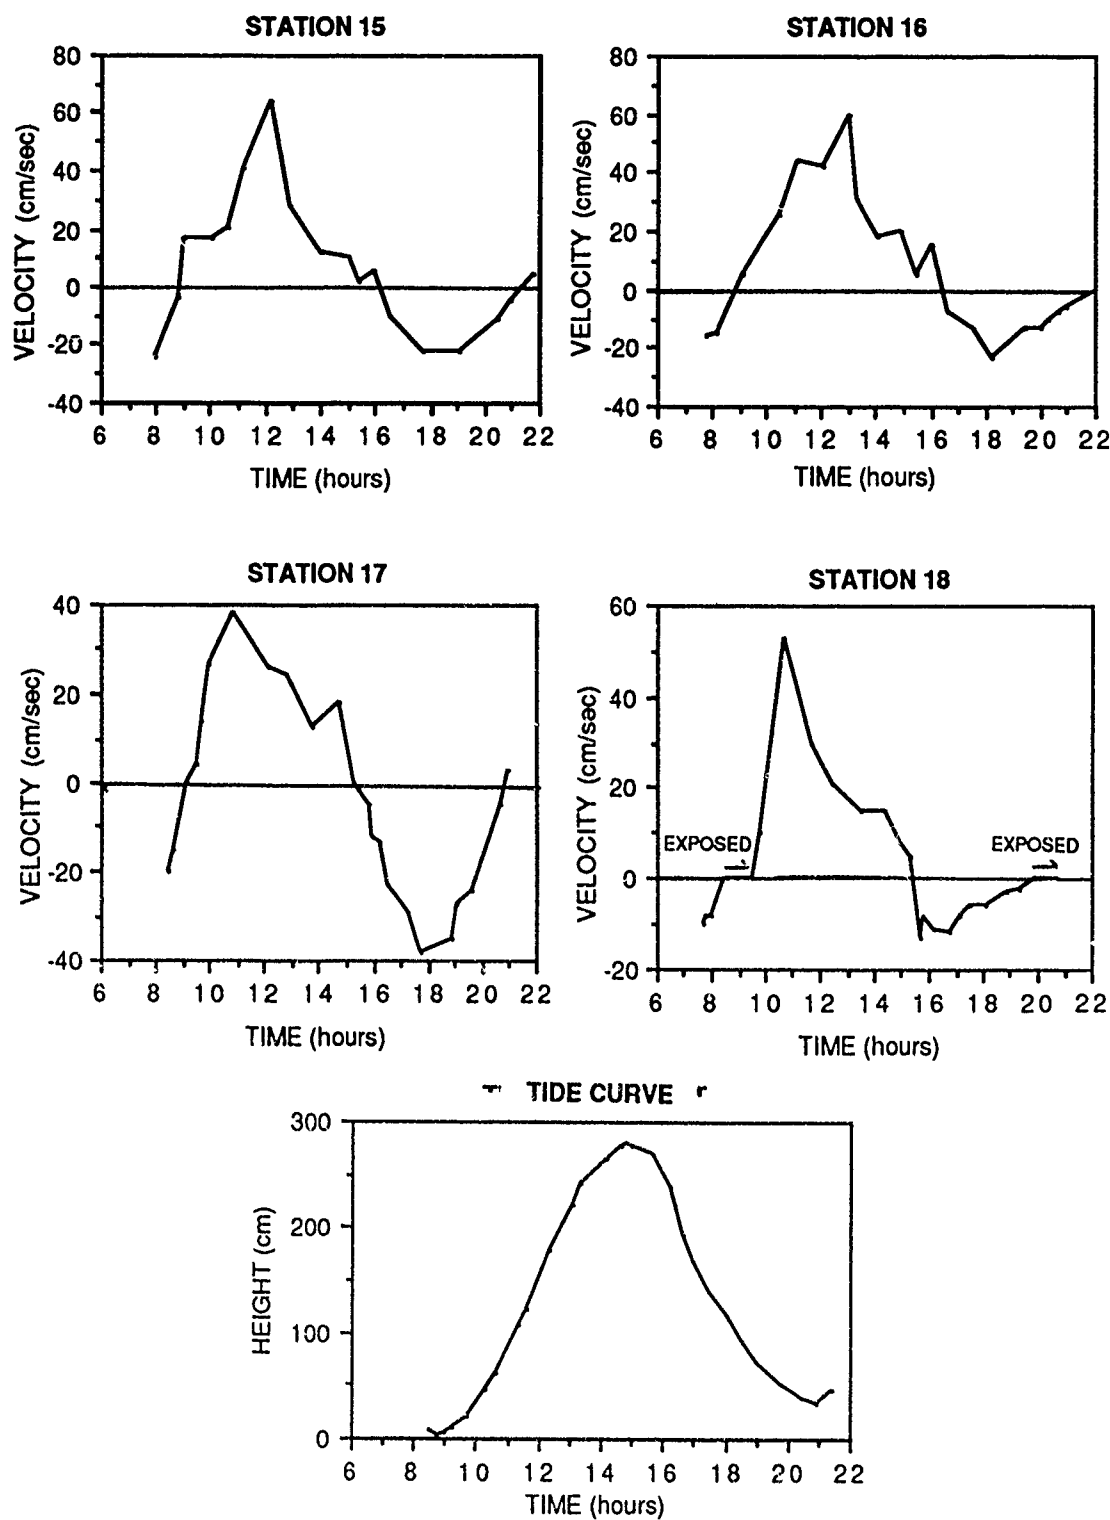 STATION 15
80
60
40
20
0
-20
-40
VELOCITY (cm/sec)
6 8 10 12 14 16 18 20 22
TIME (hours)
STATION 16
80
60
40
20
0
-20
-40
VELOCITY (cm/sec)
6 8 10 12 14 16 18 20 22
TIME (hours)
STATION 17
40
20
0
-20
-40
VELOCITY (cm/sec)
6 8 10 12 14 16 18 20 22
TIME (hours)
STATION 18
60
40
20
0
-20
VELOCITY (cm/sec)
EXPOSED
EXPOSED
6 8 10 12 14 16 18 20 22
TIME (hours)
TIDE CURVE
300
200
100
0
HEIGHT (cm)
6 8 10 12 14 16 18 20 22
TIME (hours)